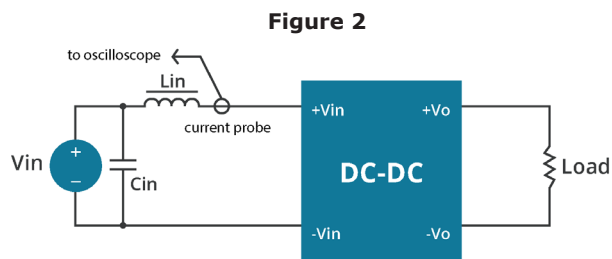 Figure 2
to oscilloscope
Lin
current probe
+Vin
+Vo
Vin
+
−
Cin
DC-DC
Load
-Vin
-Vo